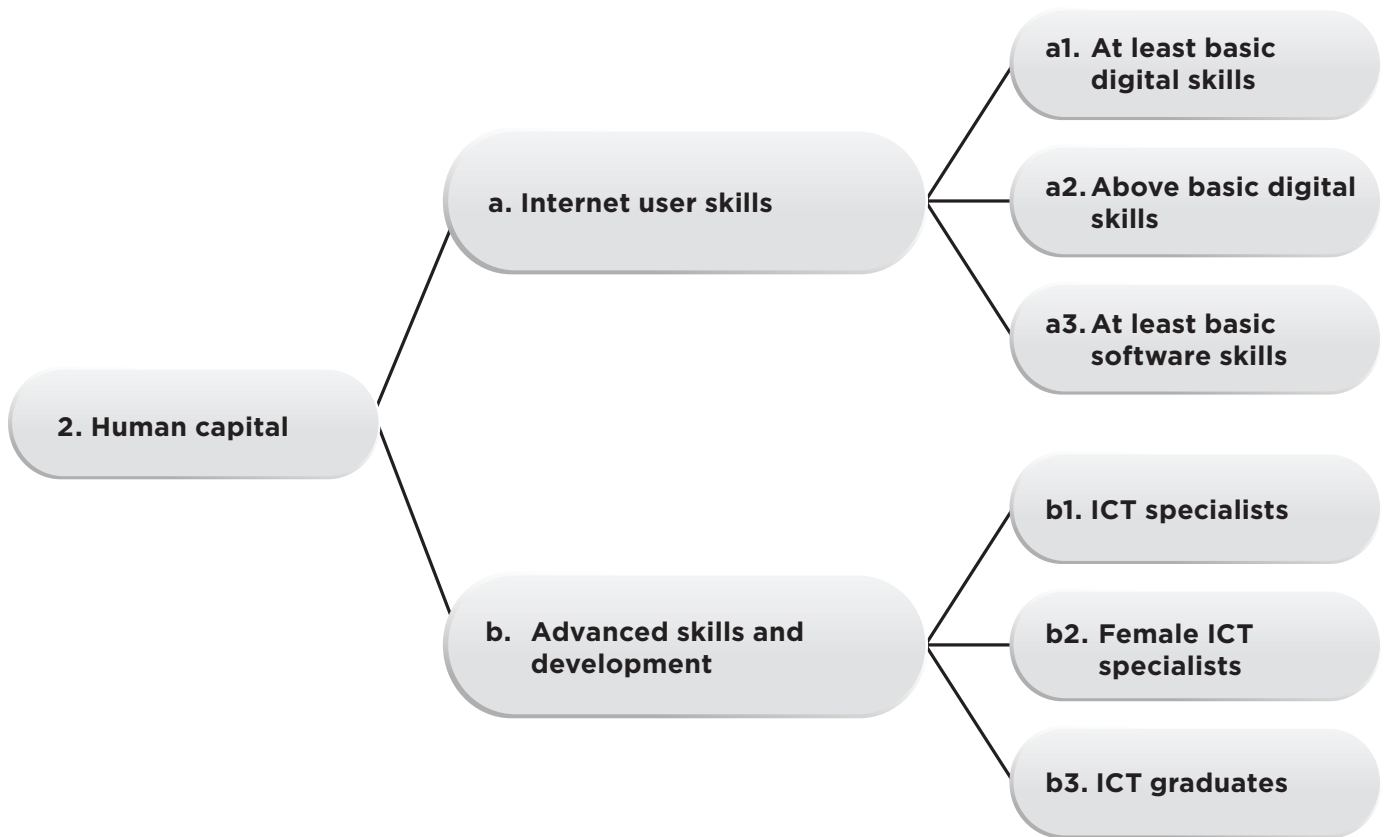 a1. At least basic
digital skills
a2. Above basic digital
skills
a. Internet user skills
a3. At least basic
software skills
2. Human capital
b1. ICT specialists
b. Advanced skills and
development
b2. Female ICT
specialists
b3. ICT graduates